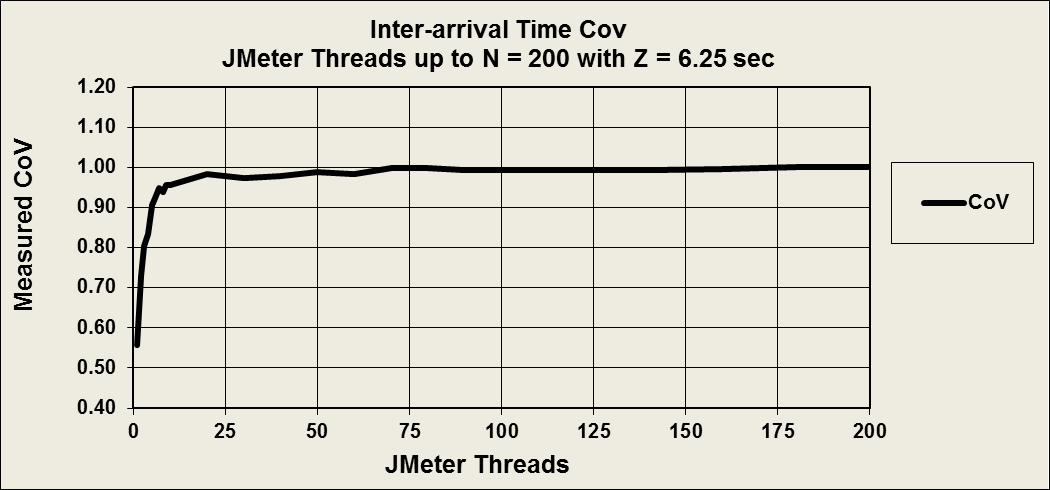 Inter-arrival Time Cov
JMeter Threads up to N = 200 with Z = 6.25 sec
Measured CoV
1.20
1.10
1.00
0.90
0.80
0.70
0.60
0.50
0.40
CoV
0 25 50 75 100 125 150 175 200
JMeter Threads